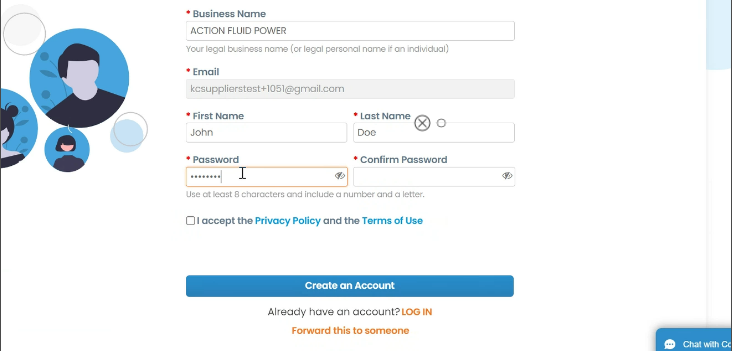 * Business Name
ACTION FLUID POWER
Your legal business name (or legal personal name if an individual)
* Email
kcsupplierstest+1051@gmail.com
* First Name
* Last Name
John
Doe
* Password
* Confirm Password
••••••••
Use at least 8 characters and include a number and a letter.
I accept the Privacy Policy and the Terms of Use
Create an Account
Already have an account? LOG IN
Forward this to someone
Chat with